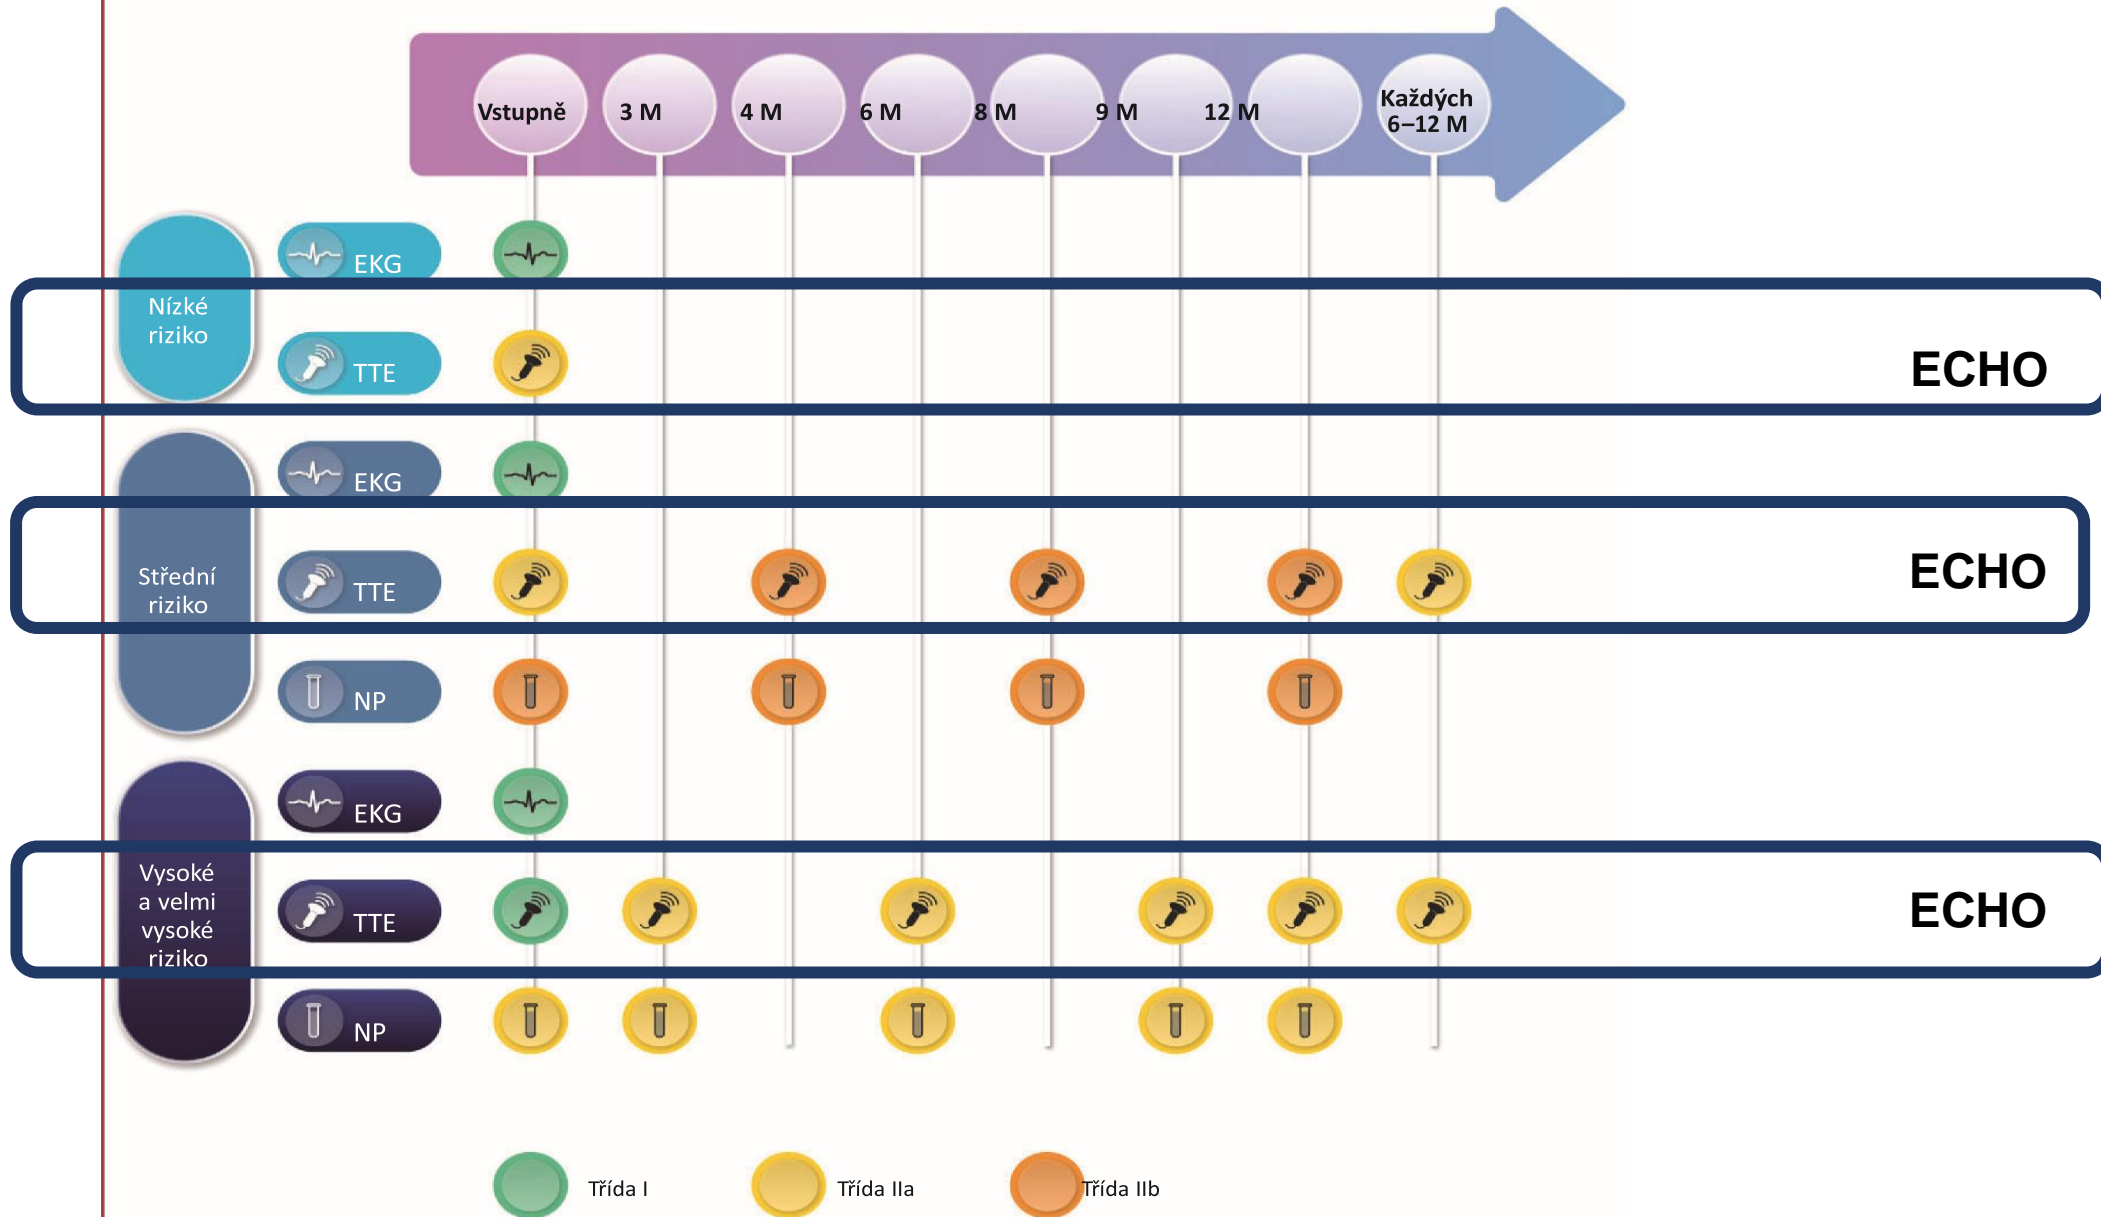 Vstupně 3 M 4 M 6 M 8 M 9 M 12 M Každých
6–12 M
EKG
Nízké
riziko
TTE
ECHO
EKG
Střední
riziko
TTE
ECHO
NP
EKG
Vysoké
a velmi
vysoké
riziko
TTE
ECHO
NP
Třída I Třída IIa Třída IIb